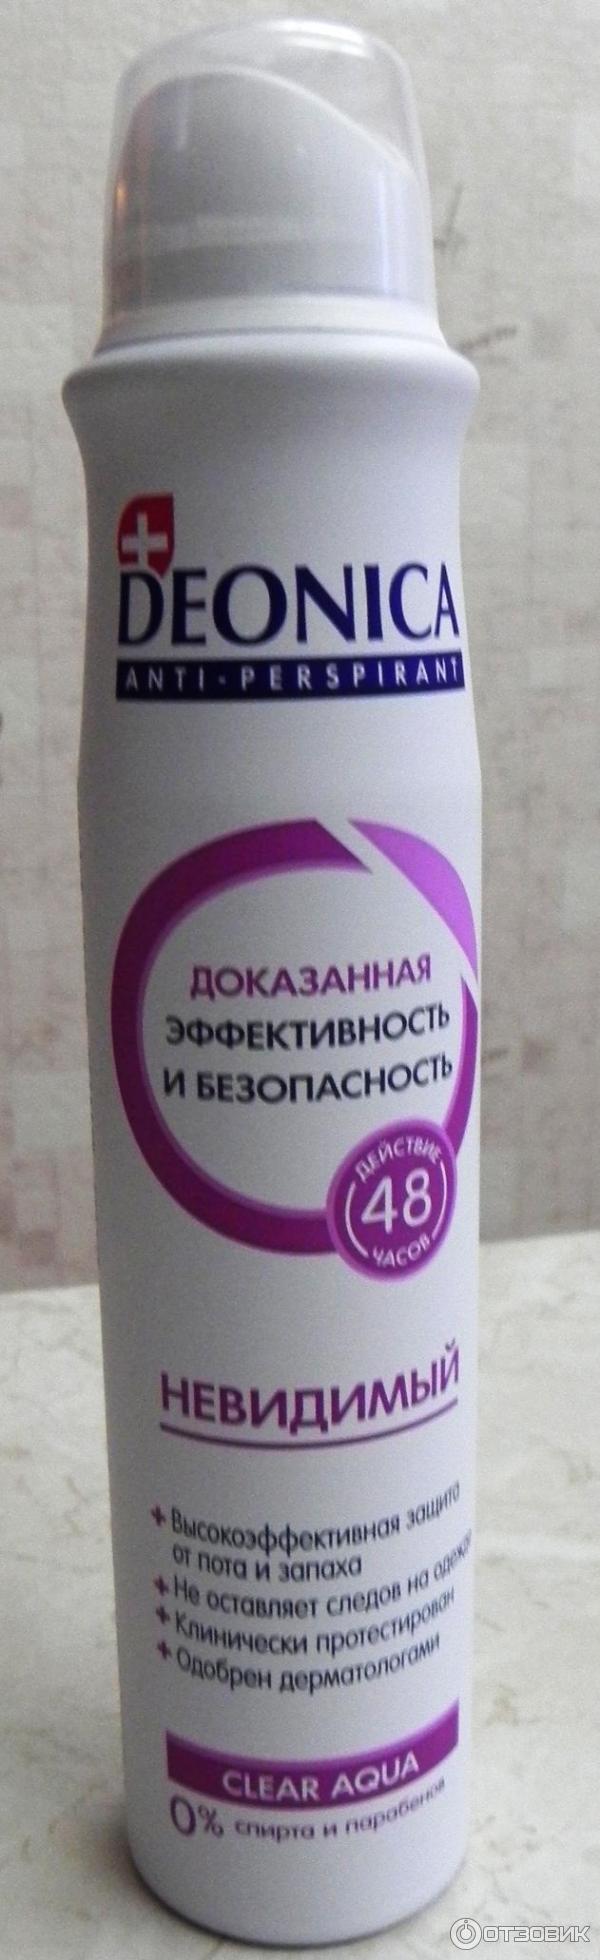 DEONICA
ANTI-PERSPIRANT
ДОКАЗАННАЯ
ЭФФЕКТИВНОСТЬ
И БЕЗОПАСНОСТЬ
ДЕЙСТВИЕ
48
ЧАСОВ
НЕВИДИМЫЙ
+ Высокоэффективная защита
от пота и запаха
+ Не оставляет следов на одежде
+ Клинически протестирован
+ Одобрен дерматологами
CLEAR AQUA
0% спирта и парабенов
ОТЗОВИК